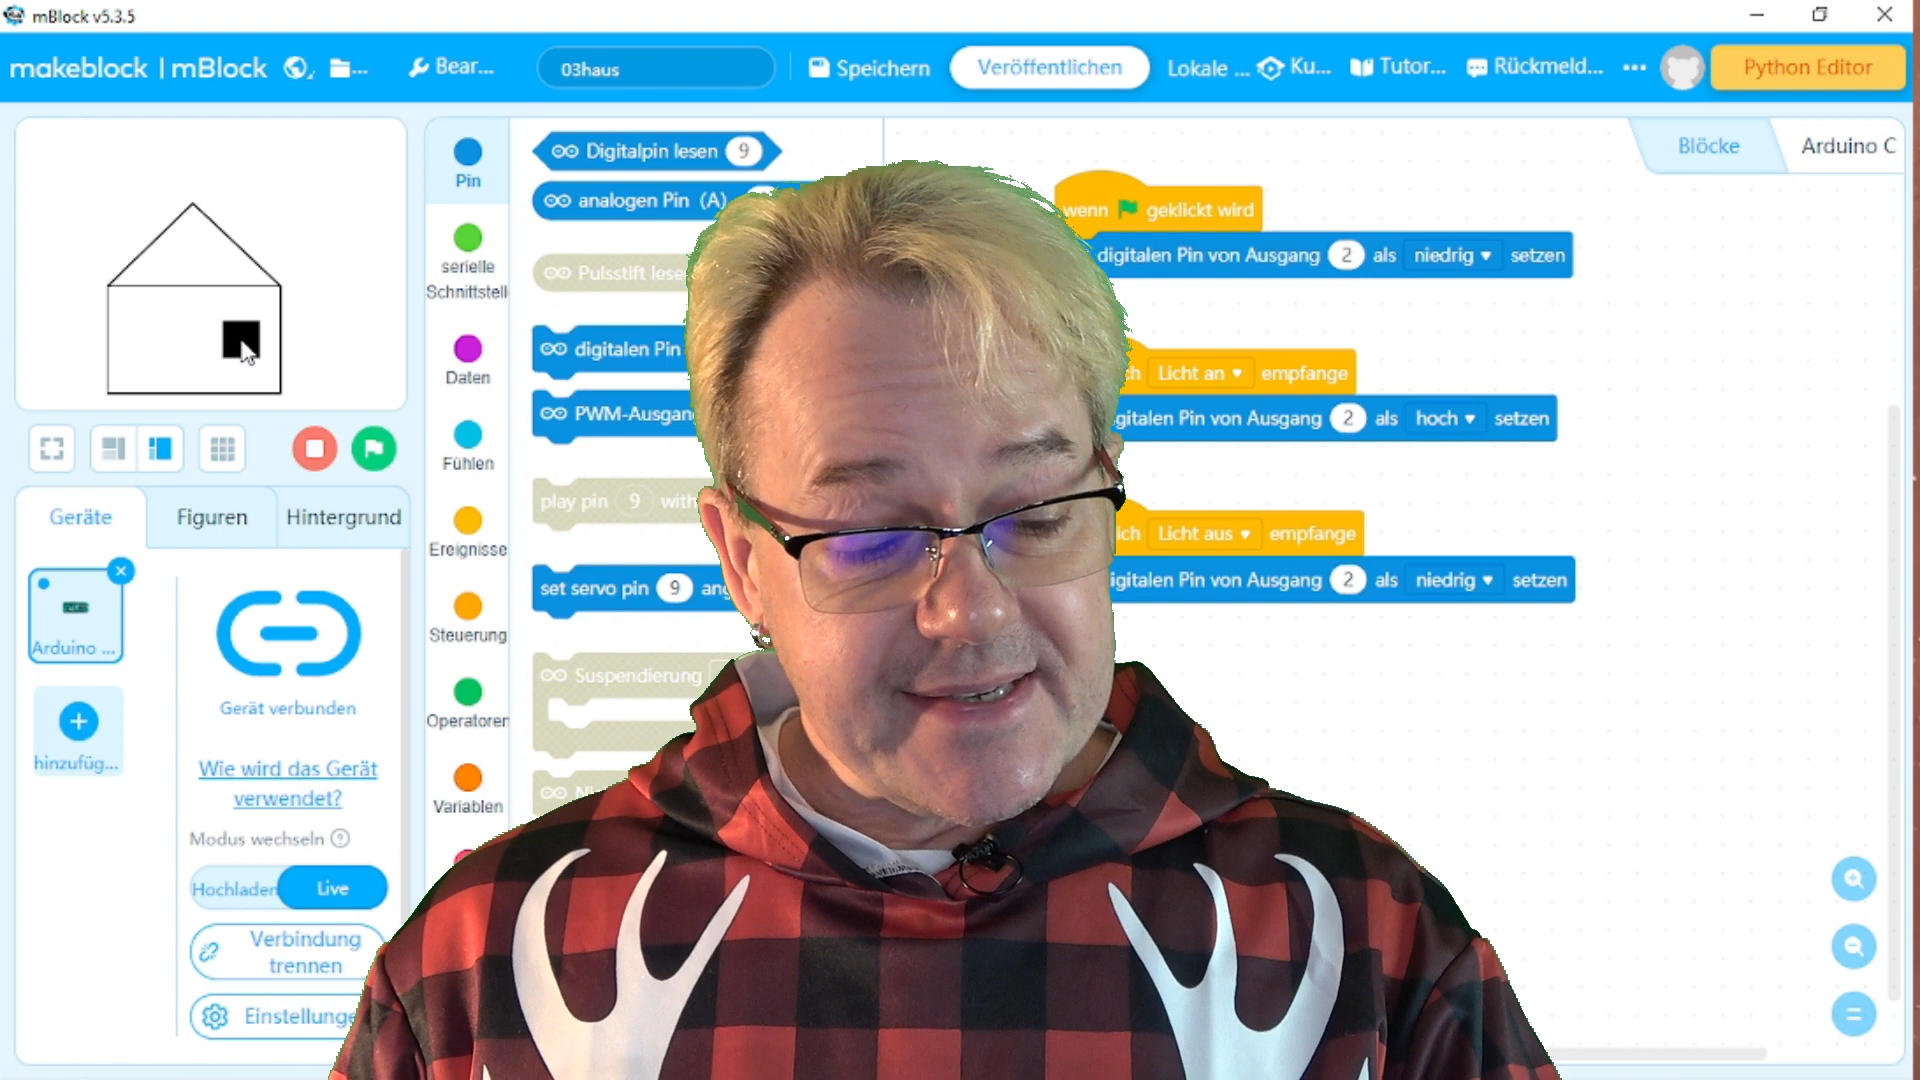 mBlock v5.3.5
makeblock | mBlock
Bear...
03haus
Speichern
Veröffentlichen
Lokale ...
Ku...
Tutor...
Rückmeld...
Python Editor
Pin
serielle
Schnittstell
Daten
Fühlen
Ereignisse
Steuerung
Operatoren
Variablen
Digitalpin lesen 9
analogen Pin (A)
Pulsstift lese
digitalen Pin
PWM-Ausgan
play pin 9 with
set servo pin 9 ang
Suspendierung
Blöcke
Arduino C
wenn geklickt wird
digitalen Pin von Ausgang 2 als niedrig setzen
ch Licht an empfange
gitalen Pin von Ausgang 2 als hoch setzen
ich Licht aus empfange
igitalen Pin von Ausgang 2 als niedrig setzen
Geräte
Figuren
Hintergrund
Arduino ...
hinzufüg...
Gerät verbunden
Wie wird das Gerät
verwendet?
Modus wechseln
Hochladen
Live
Verbindung
trennen
Einstellunge